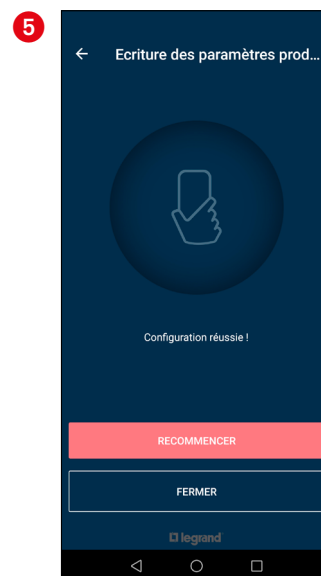 5
Ecriture des paramètres prod...
Configuration réussie !
RECOMMENCER
FERMER
legrand